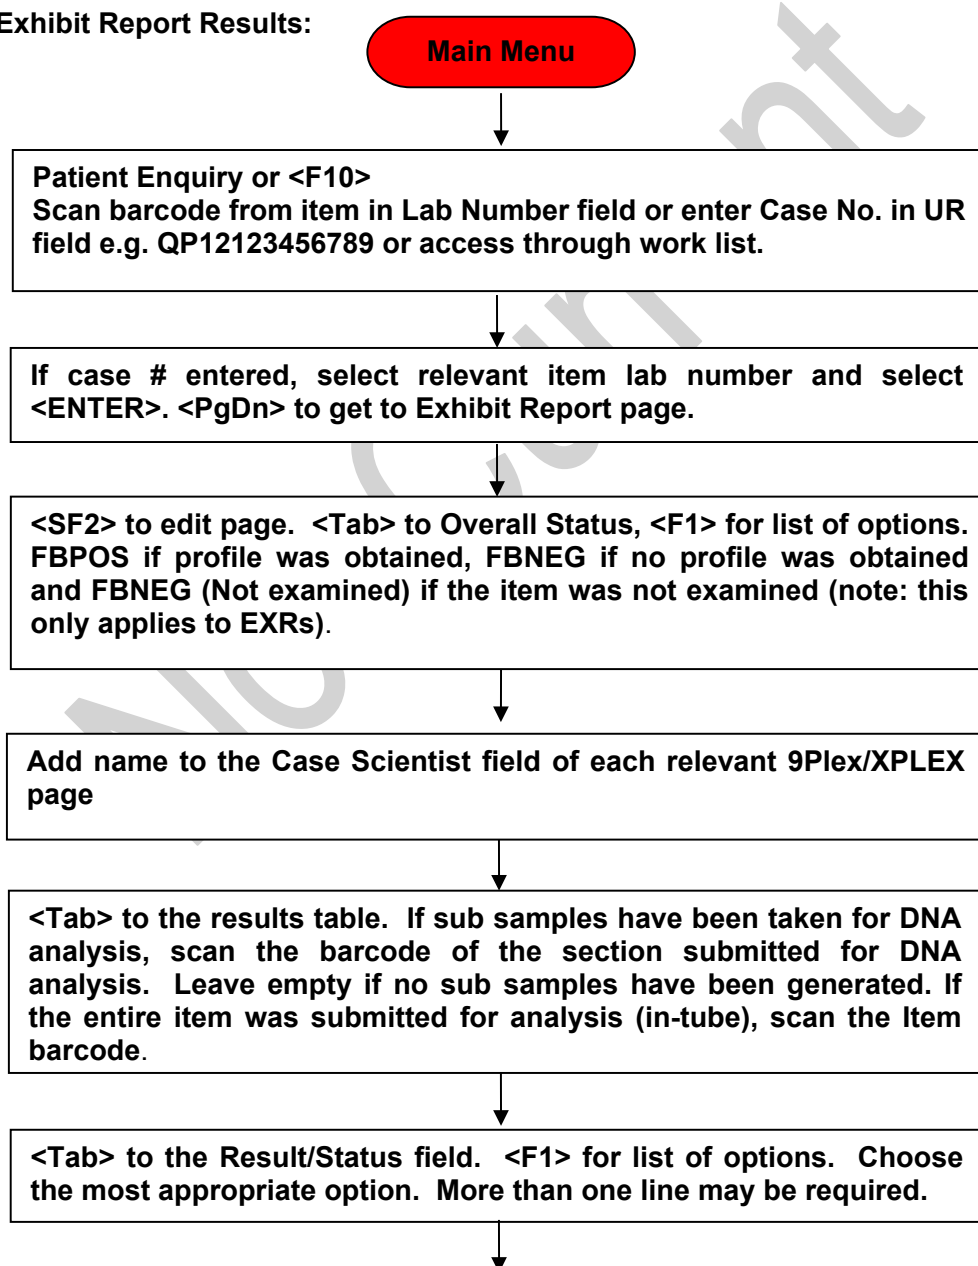 Exhibit Report Results:
Main Menu
Patient Enquiry or <F10>
Scan barcode from item in Lab Number field or enter Case No. in UR
field e.g. QP12123456789 or access through work list.
If case # entered, select relevant item lab number and select
<ENTER>. <PgDn> to get to Exhibit Report page.
<SF2> to edit page. <Tab> to Overall Status, <F1> for list of options.
FBPOS if profile was obtained, FBNEG if no profile was obtained
and FBNEG (Not examined) if the item was not examined (note: this
only applies to EXRs).
Add name to the Case Scientist field of each relevant 9Plex/XPLEX
page
<Tab> to the results table. If sub samples have been taken for DNA
analysis, scan the barcode of the section submitted for DNA
analysis. Leave empty if no sub samples have been generated. If
the entire item was submitted for analysis (in-tube), scan the Item
barcode.
<Tab> to the Result/Status field. <F1> for list of options. Choose
the most appropriate option. More than one line may be required.